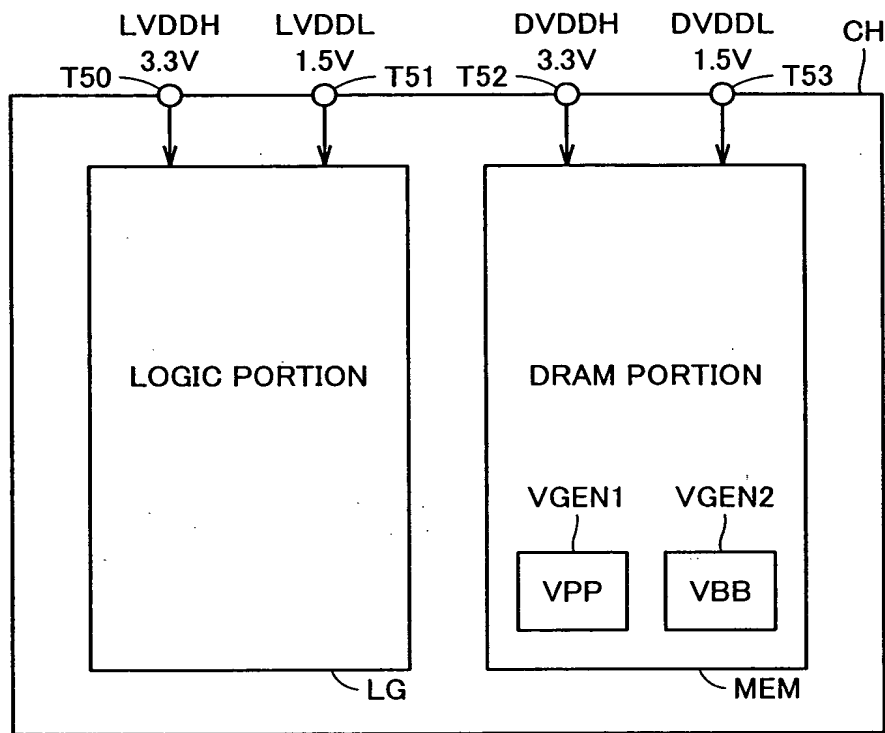 LVDDH LVDDL DVDDH DVDDL CH
3.3V 1.5V 3.3V 1.5V
T50 T51 T52 T53
LOGIC PORTION DRAM PORTION
VGEN1 VGEN2
VPP VBB
LG MEM